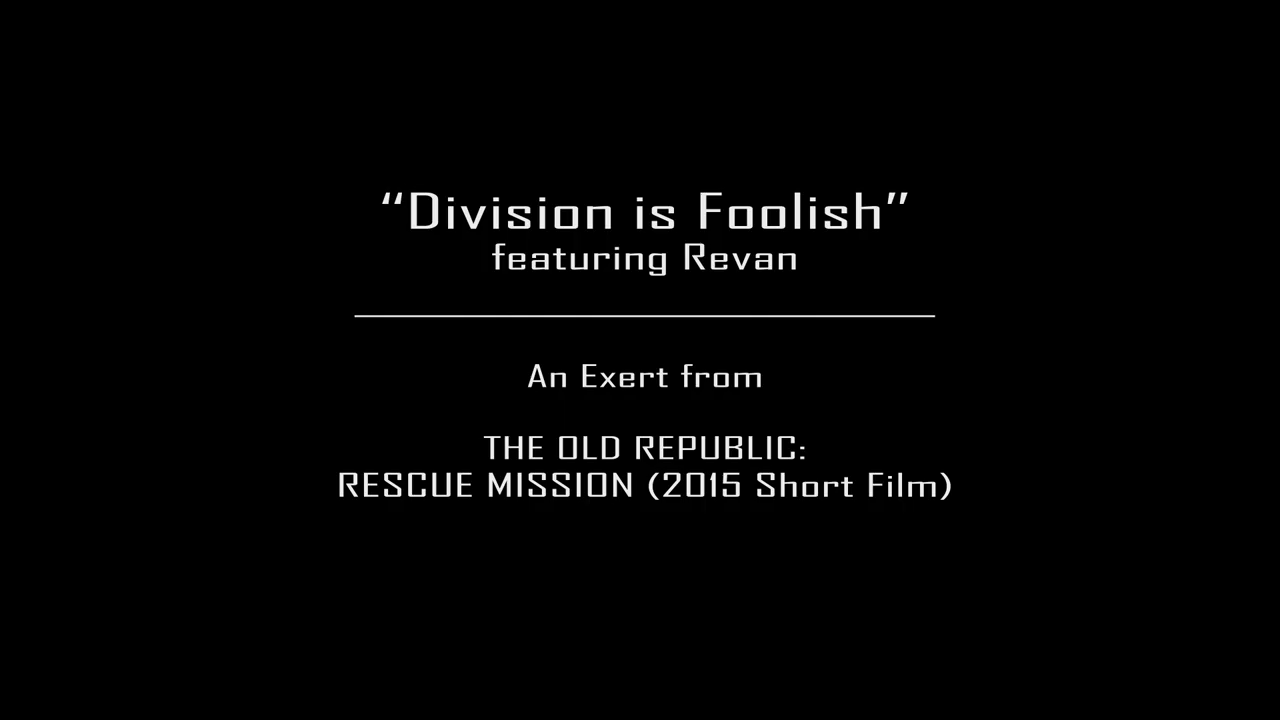 “Division is Foolish”
featuring Revan
An Exert from
THE OLD REPUBLIC:
RESCUE MISSION (2015 Short Film)